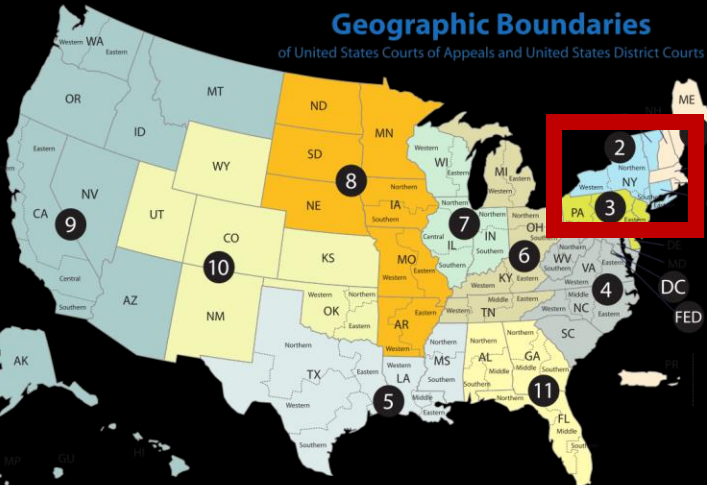 Geographic Boundaries
of United States Courts of Appeals and United States District Courts
Western WA Eastern
MT
ND
MN
ME
NH
OR
ID
Eastern
WY
SD
WI
Eastern
Western
MI
Eastern
Western
2
Northern
Western
NY
8
NE
Northern
IA
Southern
Northern
7
Northern
Northern
PA
3
Eastern
NV
UT
CA
9
CO
10
KS
MO
Western
Eastern
Central
IL
Southern
IN
Southern
OH
Southern
6
Northern
WV
Southern
Eastern
VA
Western
DE
MD
DC
KY
Western
Eastern
4
FED
Central
Southern
AZ
NM
Western
Northern
OK
Eastern
AR
Eastern
Western
Middle
Eastern
TN
Western
Western
Middle
NC
Eastern
SC
Northern
TX
Eastern
Western
Southern
Western
LA
Middle
Eastern
5
Northern
MS
Southern
Northern
AL
Middle
Southern
Northern
GA
Middle
Southern
11
Northern
FL
Middle
AK
PR
MP
GU
HI